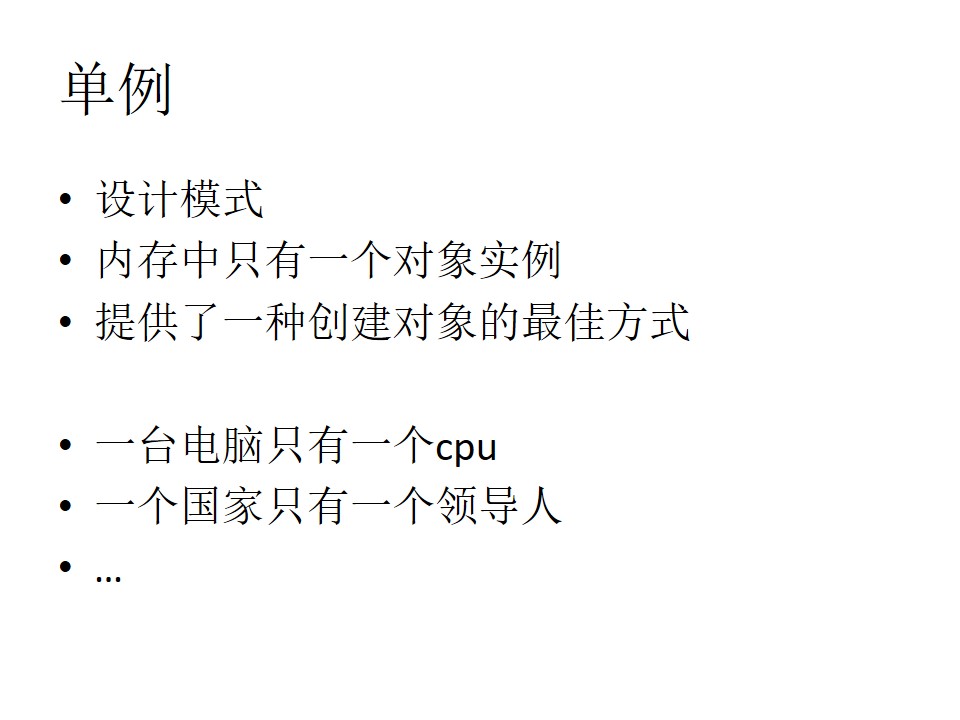 单例
• 设计模式
• 内存中只有一个对象实例
• 提供了一种创建对象的最佳方式
• 一台电脑只有一个cpu
• 一个国家只有一个领导人
• …